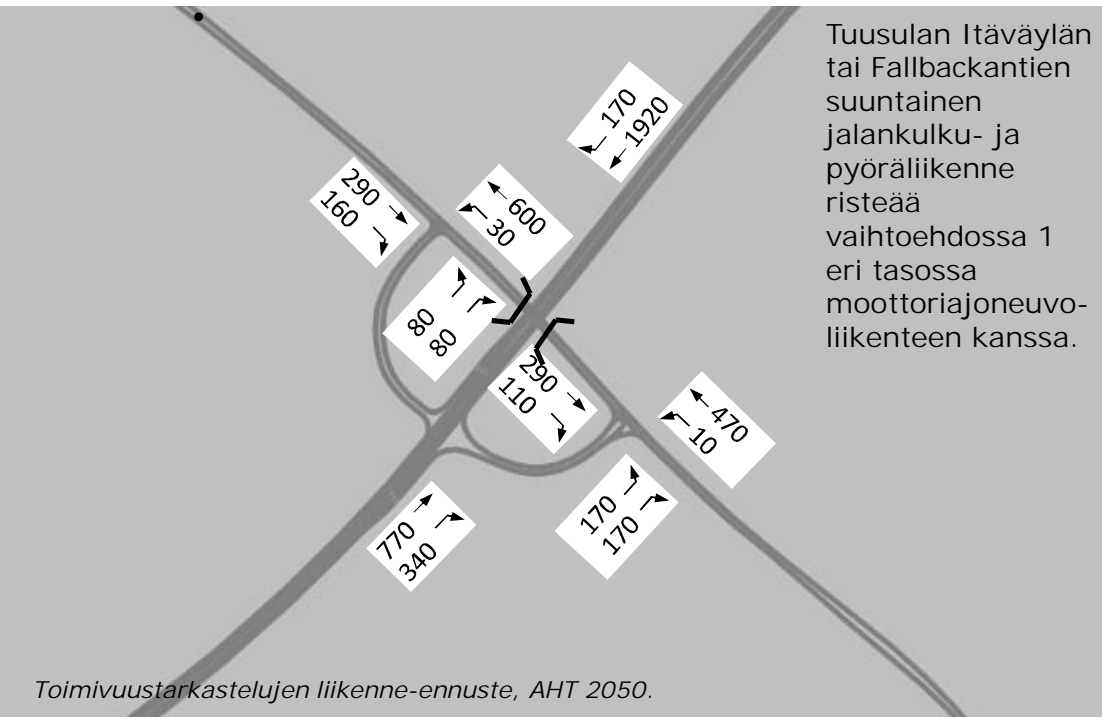 Tuusulan Itäväylän
tai Fallbackantien
suuntainen
jalankulku- ja
pyöräliikenne
risteää
vaihtoehdossa 1
eri tasossa
moottoriajoneuvo-
liikenteen kanssa.
170
1920
290
160
600
30
80
80
290
110
470
10
770
340
170
170
Toimivuustarkastelujen liikenne-ennuste, AHT 2050.